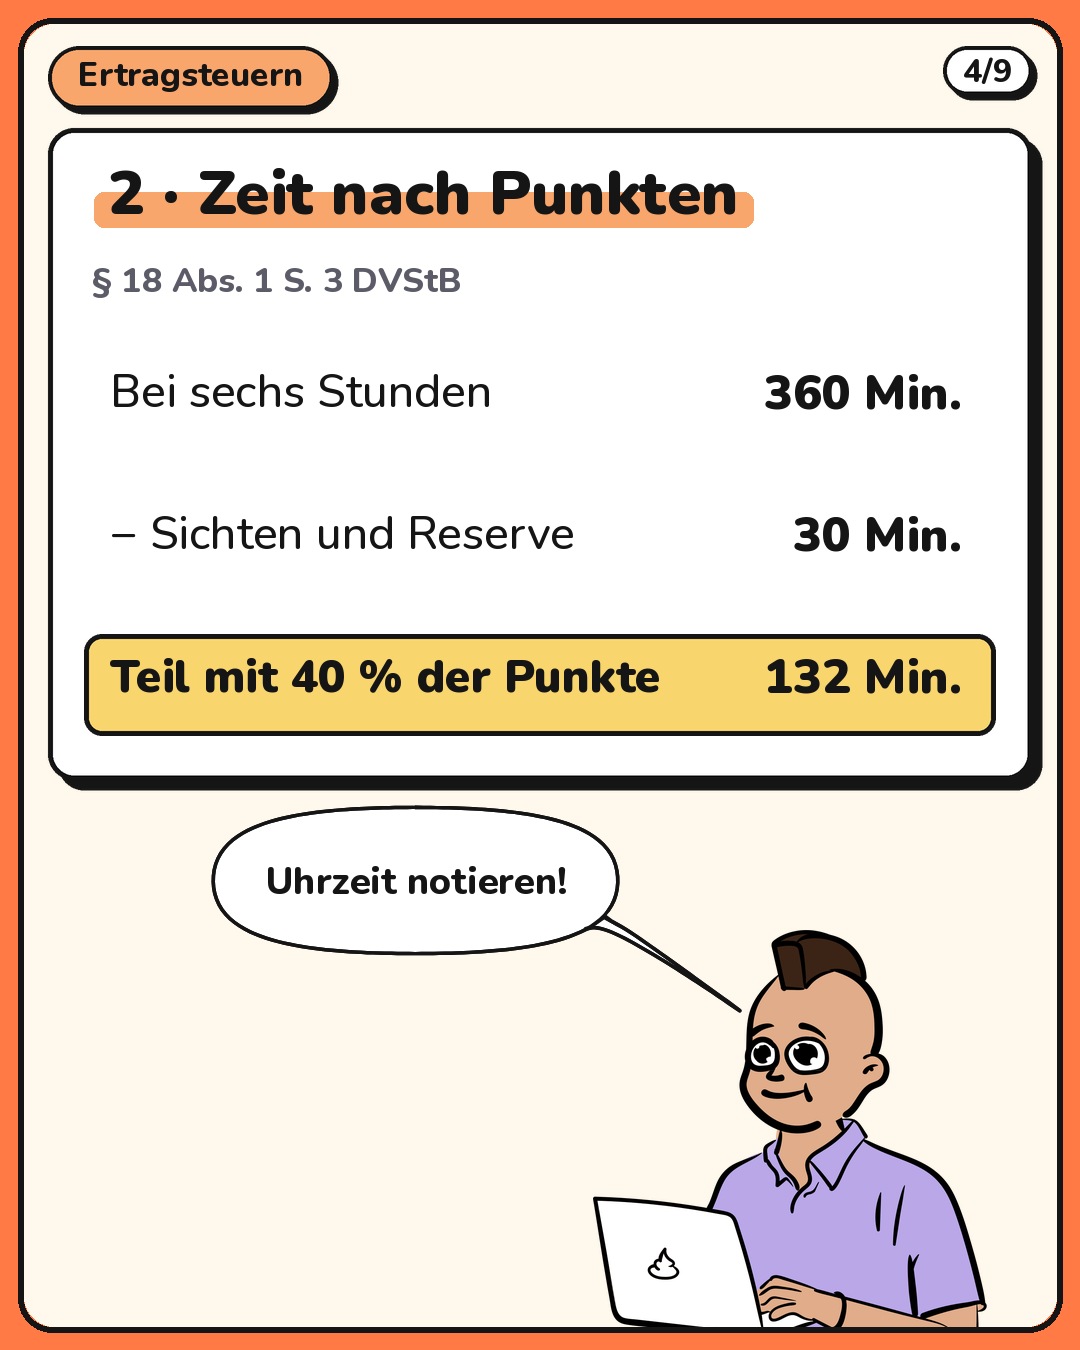 Ertragsteuern
4/9
2 · Zeit nach Punkten
§ 18 Abs. 1 S. 3 DVStB
Bei sechs Stunden 360 Min.
– Sichten und Reserve 30 Min.
Teil mit 40 % der Punkte 132 Min.
Uhrzeit notieren!